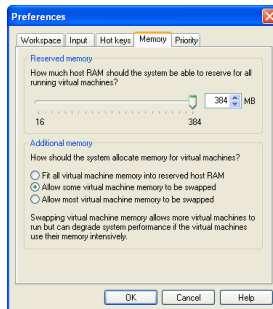 Preferences
Workspace Input Hot keys Memory Priority
Reserved memory
How much host RAM should the system be able to reserve for all
running virtual machines?
384 MB
16 384
Additional memory
How should the system allocate memory for virtual machines?
Fit all virtual machine memory into reserved host RAM
Allow some virtual machine memory to be swapped
Allow most virtual machine memory to be swapped
Swapping virtual machine memory allows more virtual machines to
run but can degrade system performance if the virtual machines
use their memory intensively.
OK Cancel Help